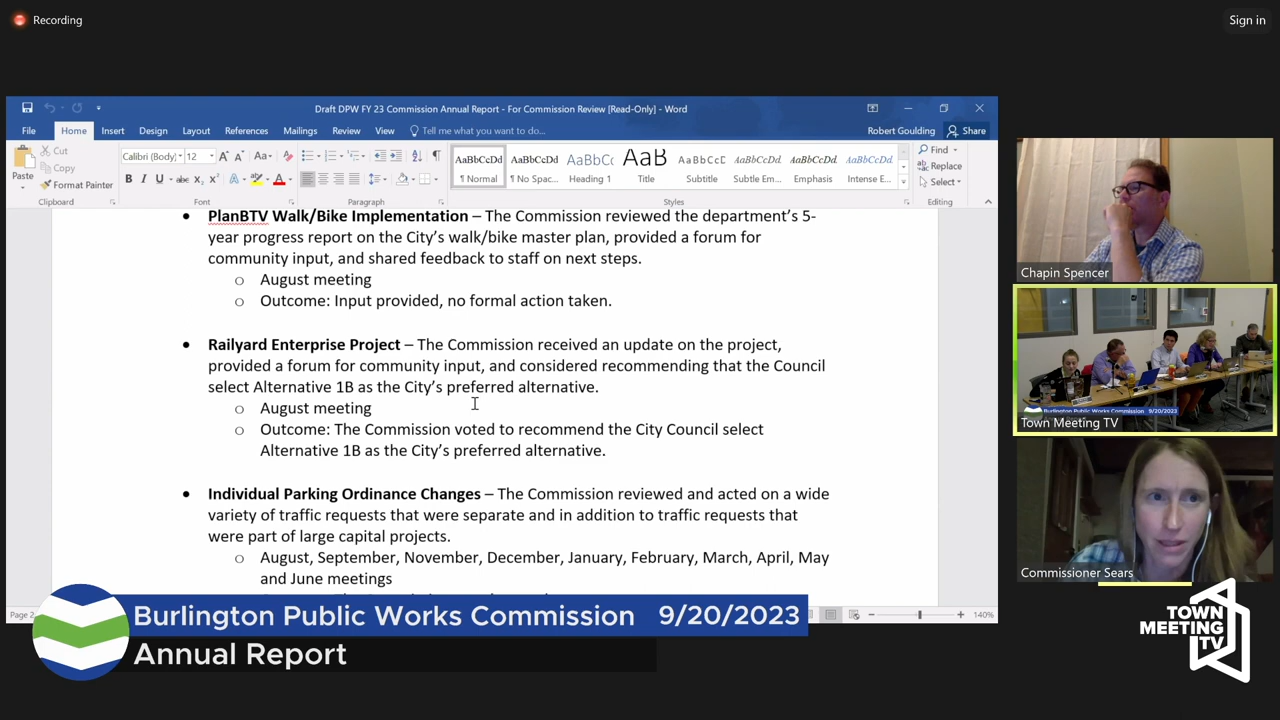 Recording
Sign in
Draft DPW FY 23 Commission Annual Report - For Commission Review [Read-Only] - Word
File Home Insert Design Layout References Mailings Review View Tell me what you want to do... Robert Goulding Share
Paste
Cut
Copy
Format Painter
Calibri (Body) 12
AaBbCcDd AaBbCcDd AaBbCc AaB AaBbCcC AaBbCcDd AaBbCcDd AaBbCcDd
¶ Normal ¶ No Spac... Heading 1 Title Subtitle Subtle Em... Emphasis Intense E...
Find
Replace
Select
Clipboard Font Paragraph Styles Editing
• PlanBTV Walk/Bike Implementation – The Commission reviewed the department's 5-
year progress report on the City's walk/bike master plan, provided a forum for
community input, and shared feedback to staff on next steps.
o August meeting
o Outcome: Input provided, no formal action taken.
• Railyard Enterprise Project – The Commission received an update on the project,
provided a forum for community input, and considered recommending that the Council
select Alternative 1B as the City's preferred alternative.
o August meeting
o Outcome: The Commission voted to recommend the City Council select
Alternative 1B as the City's preferred alternative.
• Individual Parking Ordinance Changes – The Commission reviewed and acted on a wide
variety of traffic requests that were separate and in addition to traffic requests that
were part of large capital projects.
o August, September, November, December, January, February, March, April, May
and June meetings
Page 2
140%
Burlington Public Works Commission 9/20/2023
Annual Report
Chapin Spencer
Burlington Public Works Commission 9/20/2023
Town Meeting TV
Commissioner Sears
TOWN
MEETING
TV